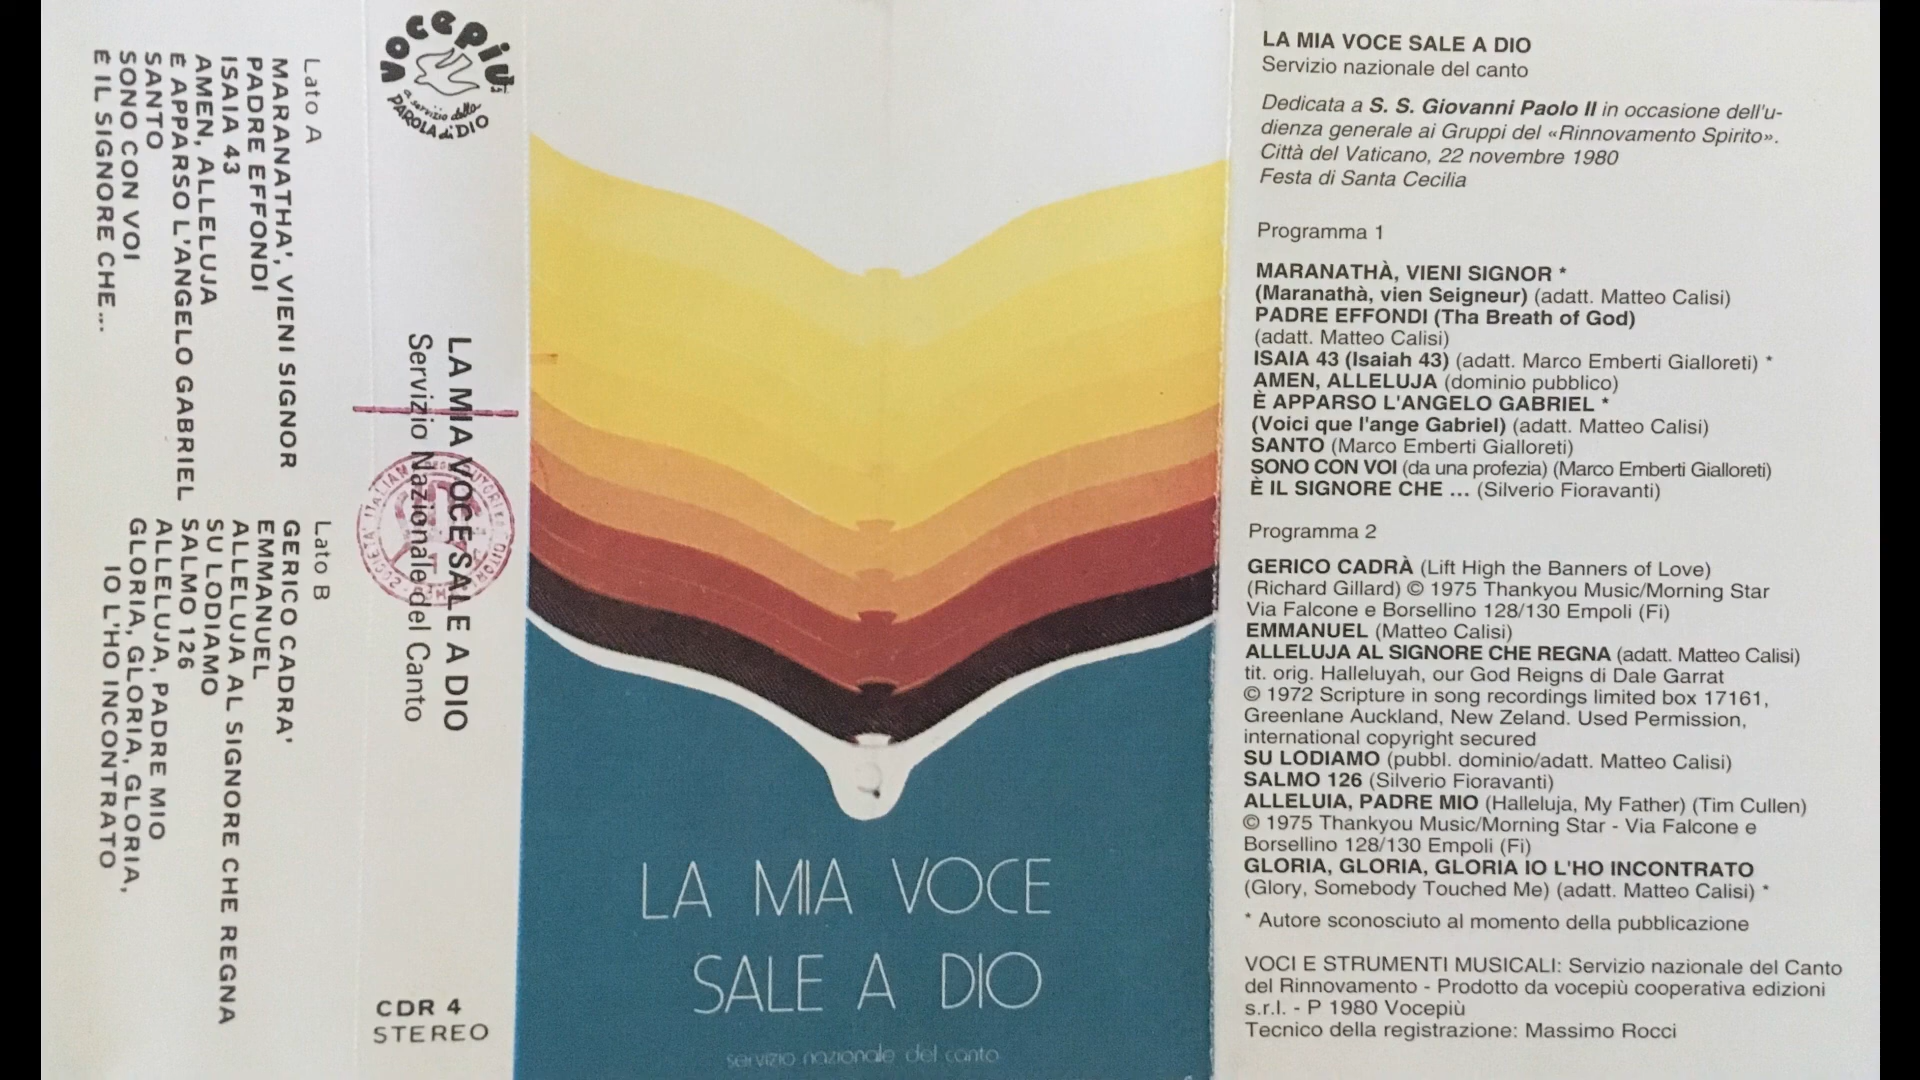 Lato A
MARANATHA', VIENI SIGNOR
PADRE EFFONDI
ISAIA 43
AMEN, ALLELUJA
E APPARSO L'ANGELO GABRIEL
SANTO
SONO CON VOI
E IL SIGNORE CHE...
Lato B
GERICO CADRA'
EMMANUEL
ALLELUJA AL SIGNORE CHE REGNA
SU LODIAMO
SALMO 126
ALLELUJA, PADRE MIO
GLORIA, GLORIA, GLORIA,
IO L'HO INCONTRATO
vocepiù
a servizio della
PAROLA di DIO
LA MIA VOCE SALE A DIO
Servizio Nazionale del Canto
CDR 4
STEREO
LA MIA VOCE
SALE A DIO
servizio nazionale del canto
LA MIA VOCE SALE A DIO
Servizio nazionale del canto
Dedicata a S. S. Giovanni Paolo II in occasione dell'u-
dienza generale ai Gruppi del «Rinnovamento Spirito».
Città del Vaticano, 22 novembre 1980
Festa di Santa Cecilia
Programma 1
MARANATHÀ, VIENI SIGNOR *
(Maranathà, vien Seigneur) (adatt. Matteo Calisi)
PADRE EFFONDI (Tha Breath of God)
(adatt. Matteo Calisi)
ISAIA 43 (Isaiah 43) (adatt. Marco Emberti Gialloreti) *
AMEN, ALLELUJA (dominio pubblico)
È APPARSO L'ANGELO GABRIEL *
(Voici que l'ange Gabriel) (adatt. Matteo Calisi)
SANTO (Marco Emberti Gialloreti)
SONO CON VOI (da una profezia) (Marco Emberti Gialloreti)
È IL SIGNORE CHE ... (Silverio Fioravanti)
Programma 2
GERICO CADRÀ (Lift High the Banners of Love)
(Richard Gillard) © 1975 Thankyou Music/Morning Star
Via Falcone e Borsellino 128/130 Empoli (Fi)
EMMANUEL (Matteo Calisi)
ALLELUJA AL SIGNORE CHE REGNA (adatt. Matteo Calisi)
tit. orig. Halleluyah, our God Reigns di Dale Garrat
© 1972 Scripture in song recordings limited box 17161,
Greenlane Auckland, New Zeland. Used Permission,
international copyright secured
SU LODIAMO (pubbl. dominio/adatt. Matteo Calisi)
SALMO 126 (Silverio Fioravanti)
ALLELUIA, PADRE MIO (Halleluja, My Father) (Tim Cullen)
© 1975 Thankyou Music/Morning Star - Via Falcone e
Borsellino 128/130 Empoli (Fi)
GLORIA, GLORIA, GLORIA IO L'HO INCONTRATO
(Glory, Somebody Touched Me) (adatt. Matteo Calisi) *
* Autore sconosciuto al momento della pubblicazione
VOCI E STRUMENTI MUSICALI: Servizio nazionale del Canto
del Rinnovamento - Prodotto da vocepiù cooperativa edizioni
s.r.l. - P 1980 Vocepiù
Tecnico della registrazione: Massimo Rocci